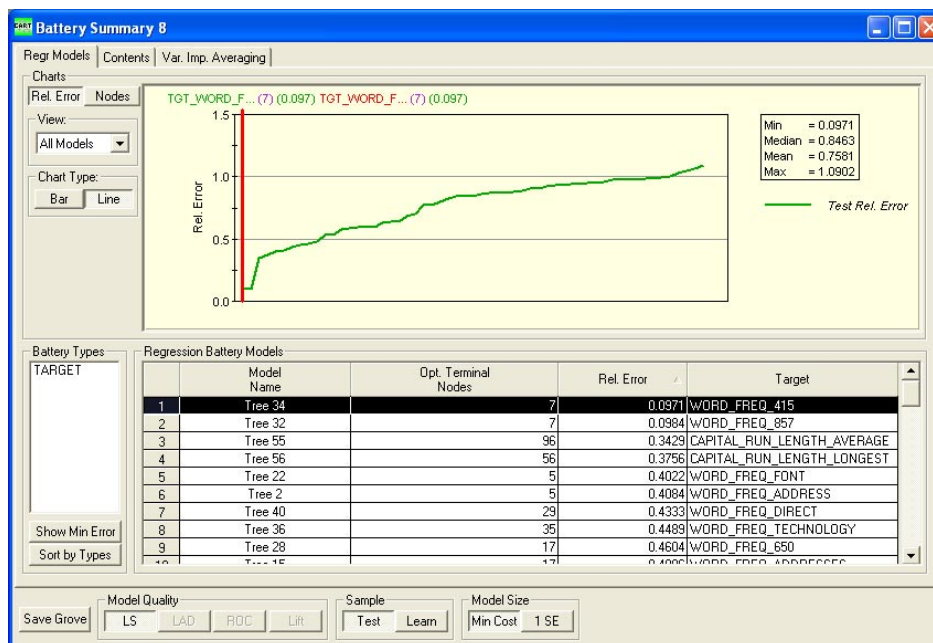 CART Battery Summary 8
Regr Models Contents Var. Imp. Averaging
Charts
Rel. Error Nodes
View:
All Models
Chart Type:
Bar Line
TGT_WORD_F... (7) (0.097) TGT_WORD_F... (7) (0.097)
1.5
1.0
0.5
0.0
Rel. Error
Min = 0.0971
Median = 0.8463
Mean = 0.7581
Max = 1.0902
Test Rel. Error
Battery Types
TARGET
Show Min Error
Sort by Types
Regression Battery Models
Model Name Opt. Terminal Nodes Rel. Error Target
1 Tree 34 7 0.0971 WORD_FREQ_415
2 Tree 32 7 0.0984 WORD_FREQ_857
3 Tree 55 96 0.3429 CAPITAL_RUN_LENGTH_AVERAGE
4 Tree 56 56 0.3756 CAPITAL_RUN_LENGTH_LONGEST
5 Tree 22 5 0.4022 WORD_FREQ_FONT
6 Tree 2 5 0.4084 WORD_FREQ_ADDRESS
7 Tree 40 29 0.4333 WORD_FREQ_DIRECT
8 Tree 36 35 0.4489 WORD_FREQ_TECHNOLOGY
9 Tree 28 17 0.4604 WORD_FREQ_650
Save Grove
Model Quality
LS LAD ROC Lift
Sample
Test Learn
Model Size
Min Cost 1 SE